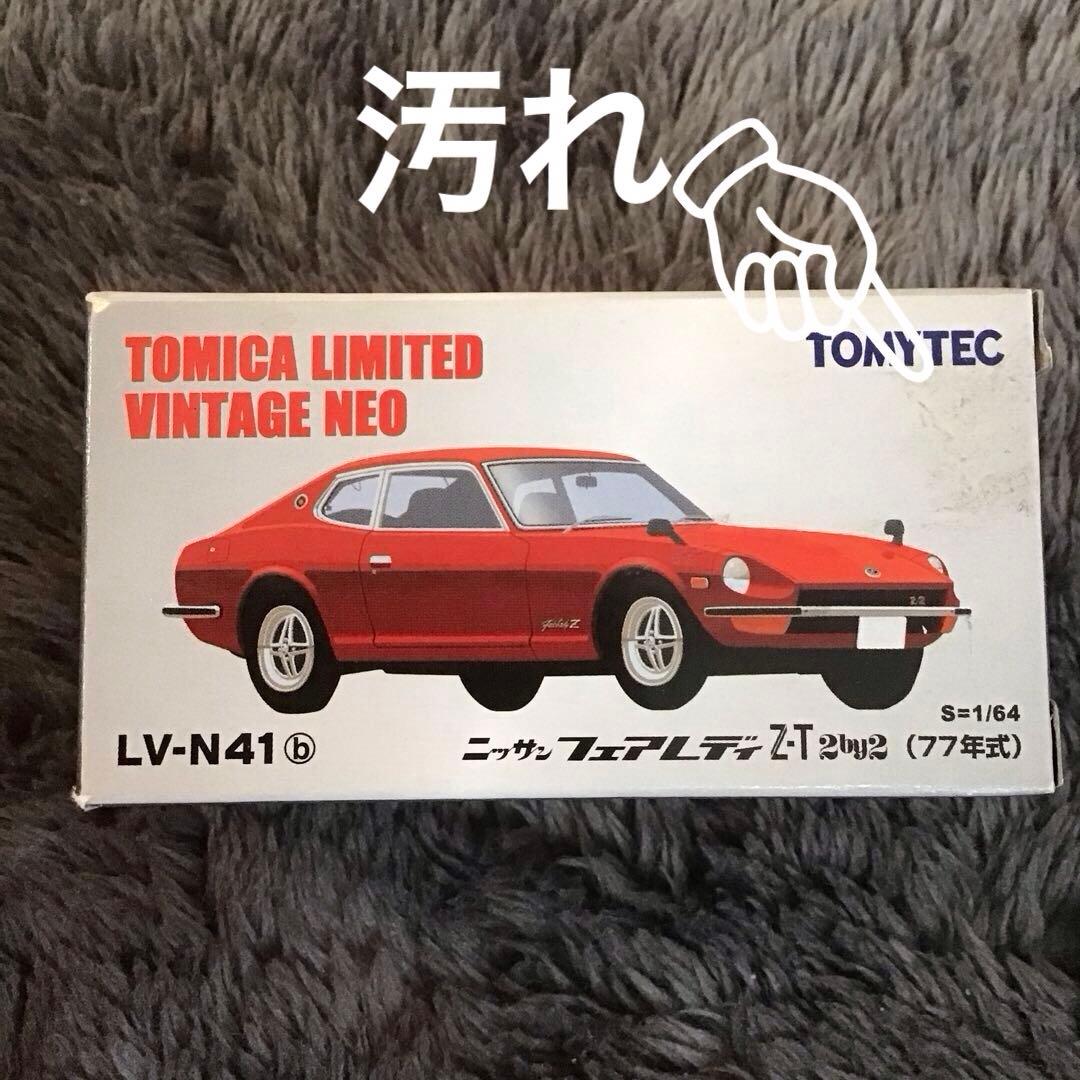 汚れ
TOMICA LIMITED
VINTAGE NEO
TOMYTEC
Fairlady Z
S=1/64
LV-N41ⓑ
ニッサン フェアレディ Z-T 2by2 (77年式)